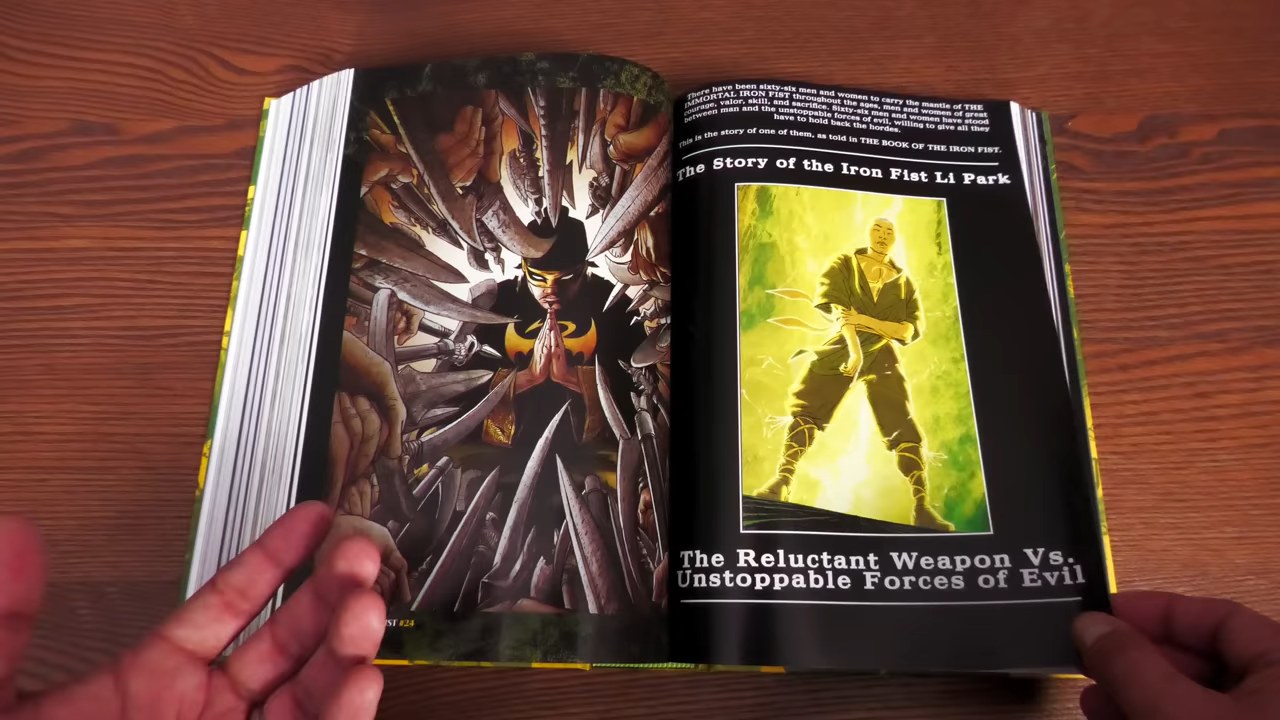 IST #24
There have been sixty-six men and women to carry the mantle of THE
IMMORTAL IRON FIST throughout the ages, men and women of great
courage, valor, skill, and sacrifice. Sixty-six men and women have stood
between man and the unstoppable forces of evil, willing to give all they
have to hold back the hordes.
This is the story of one of them, as told in THE BOOK OF THE IRON FIST.
The Story of the Iron Fist Li Park
The Reluctant Weapon Vs.
Unstoppable Forces of Evil